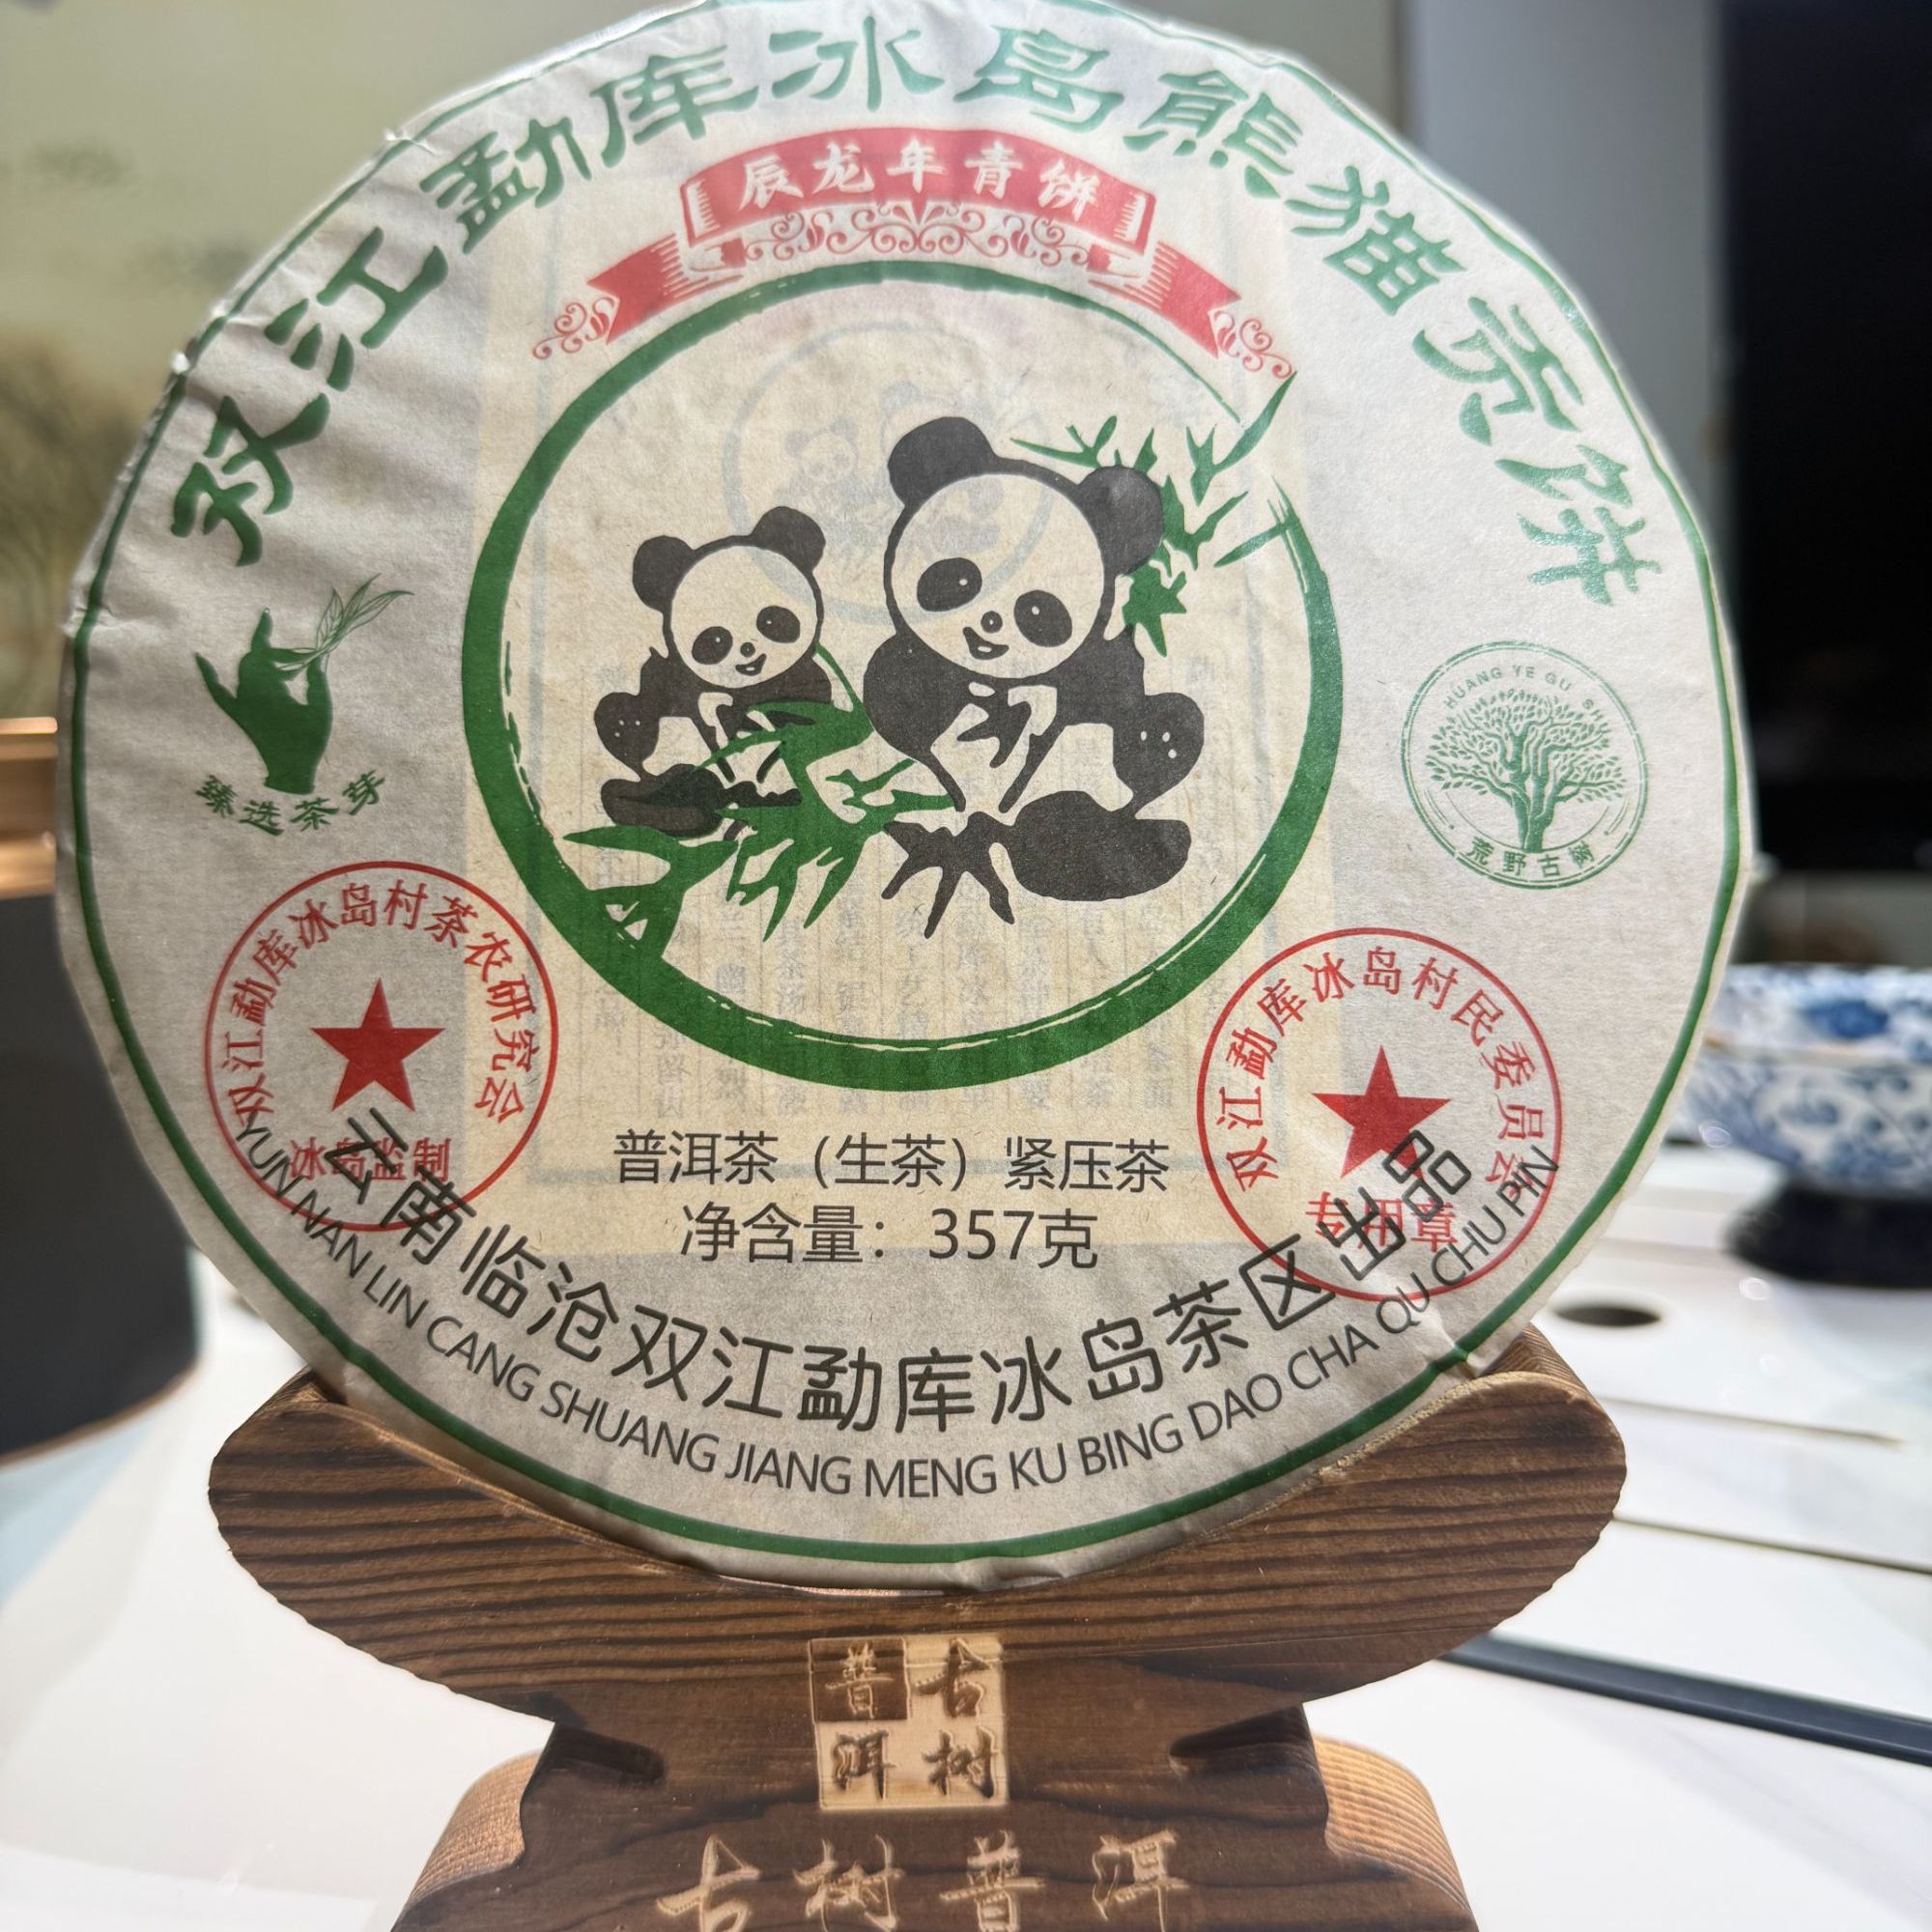 双江勐库冰岛熊猫贡饼
辰龙年青饼
臻选茶芽
HUANG YE GU SHU
荒野古树
双江勐库冰岛村茶农研究会
双江勐库冰岛村民委员会
专用章
普洱茶（生茶）紧压茶
净含量：357克
云南临沧双江勐库冰岛茶区出品
YUN NAN LIN CANG SHUANG JIANG MENG KU BING DAO CHA QU CHU PIN
古树
普洱
古树普洱